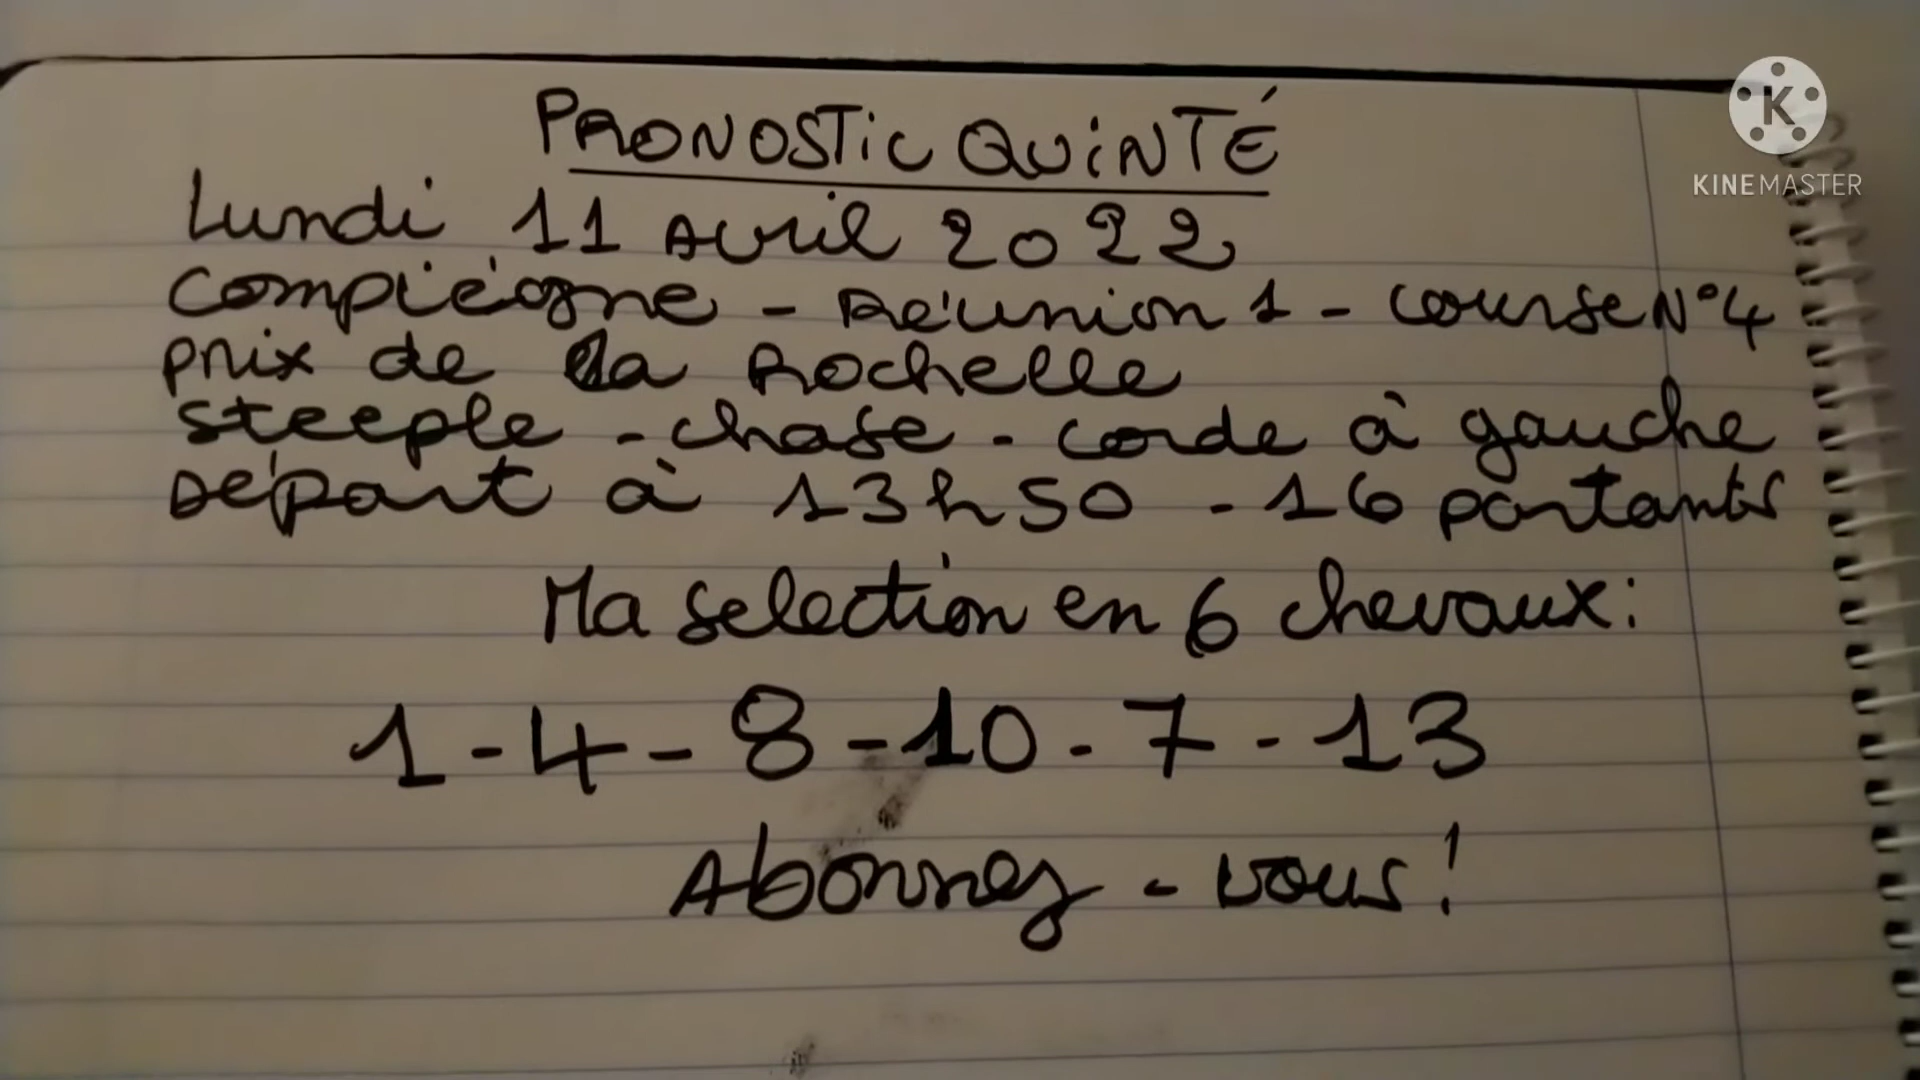 PRONOSTIC QUINTÉ
Lundi 11 Avril 2022
Compiéogne - Réunion 1 - Course N°4
prix de La Rochelle
steeple - chase - corde à gauche
Départ à 13h50 - 16 partants
Ma selection en 6 chevaux :
1 - 4 - 8 - 10 - 7 - 13
Abonnez - vous !
K
KINEMASTER